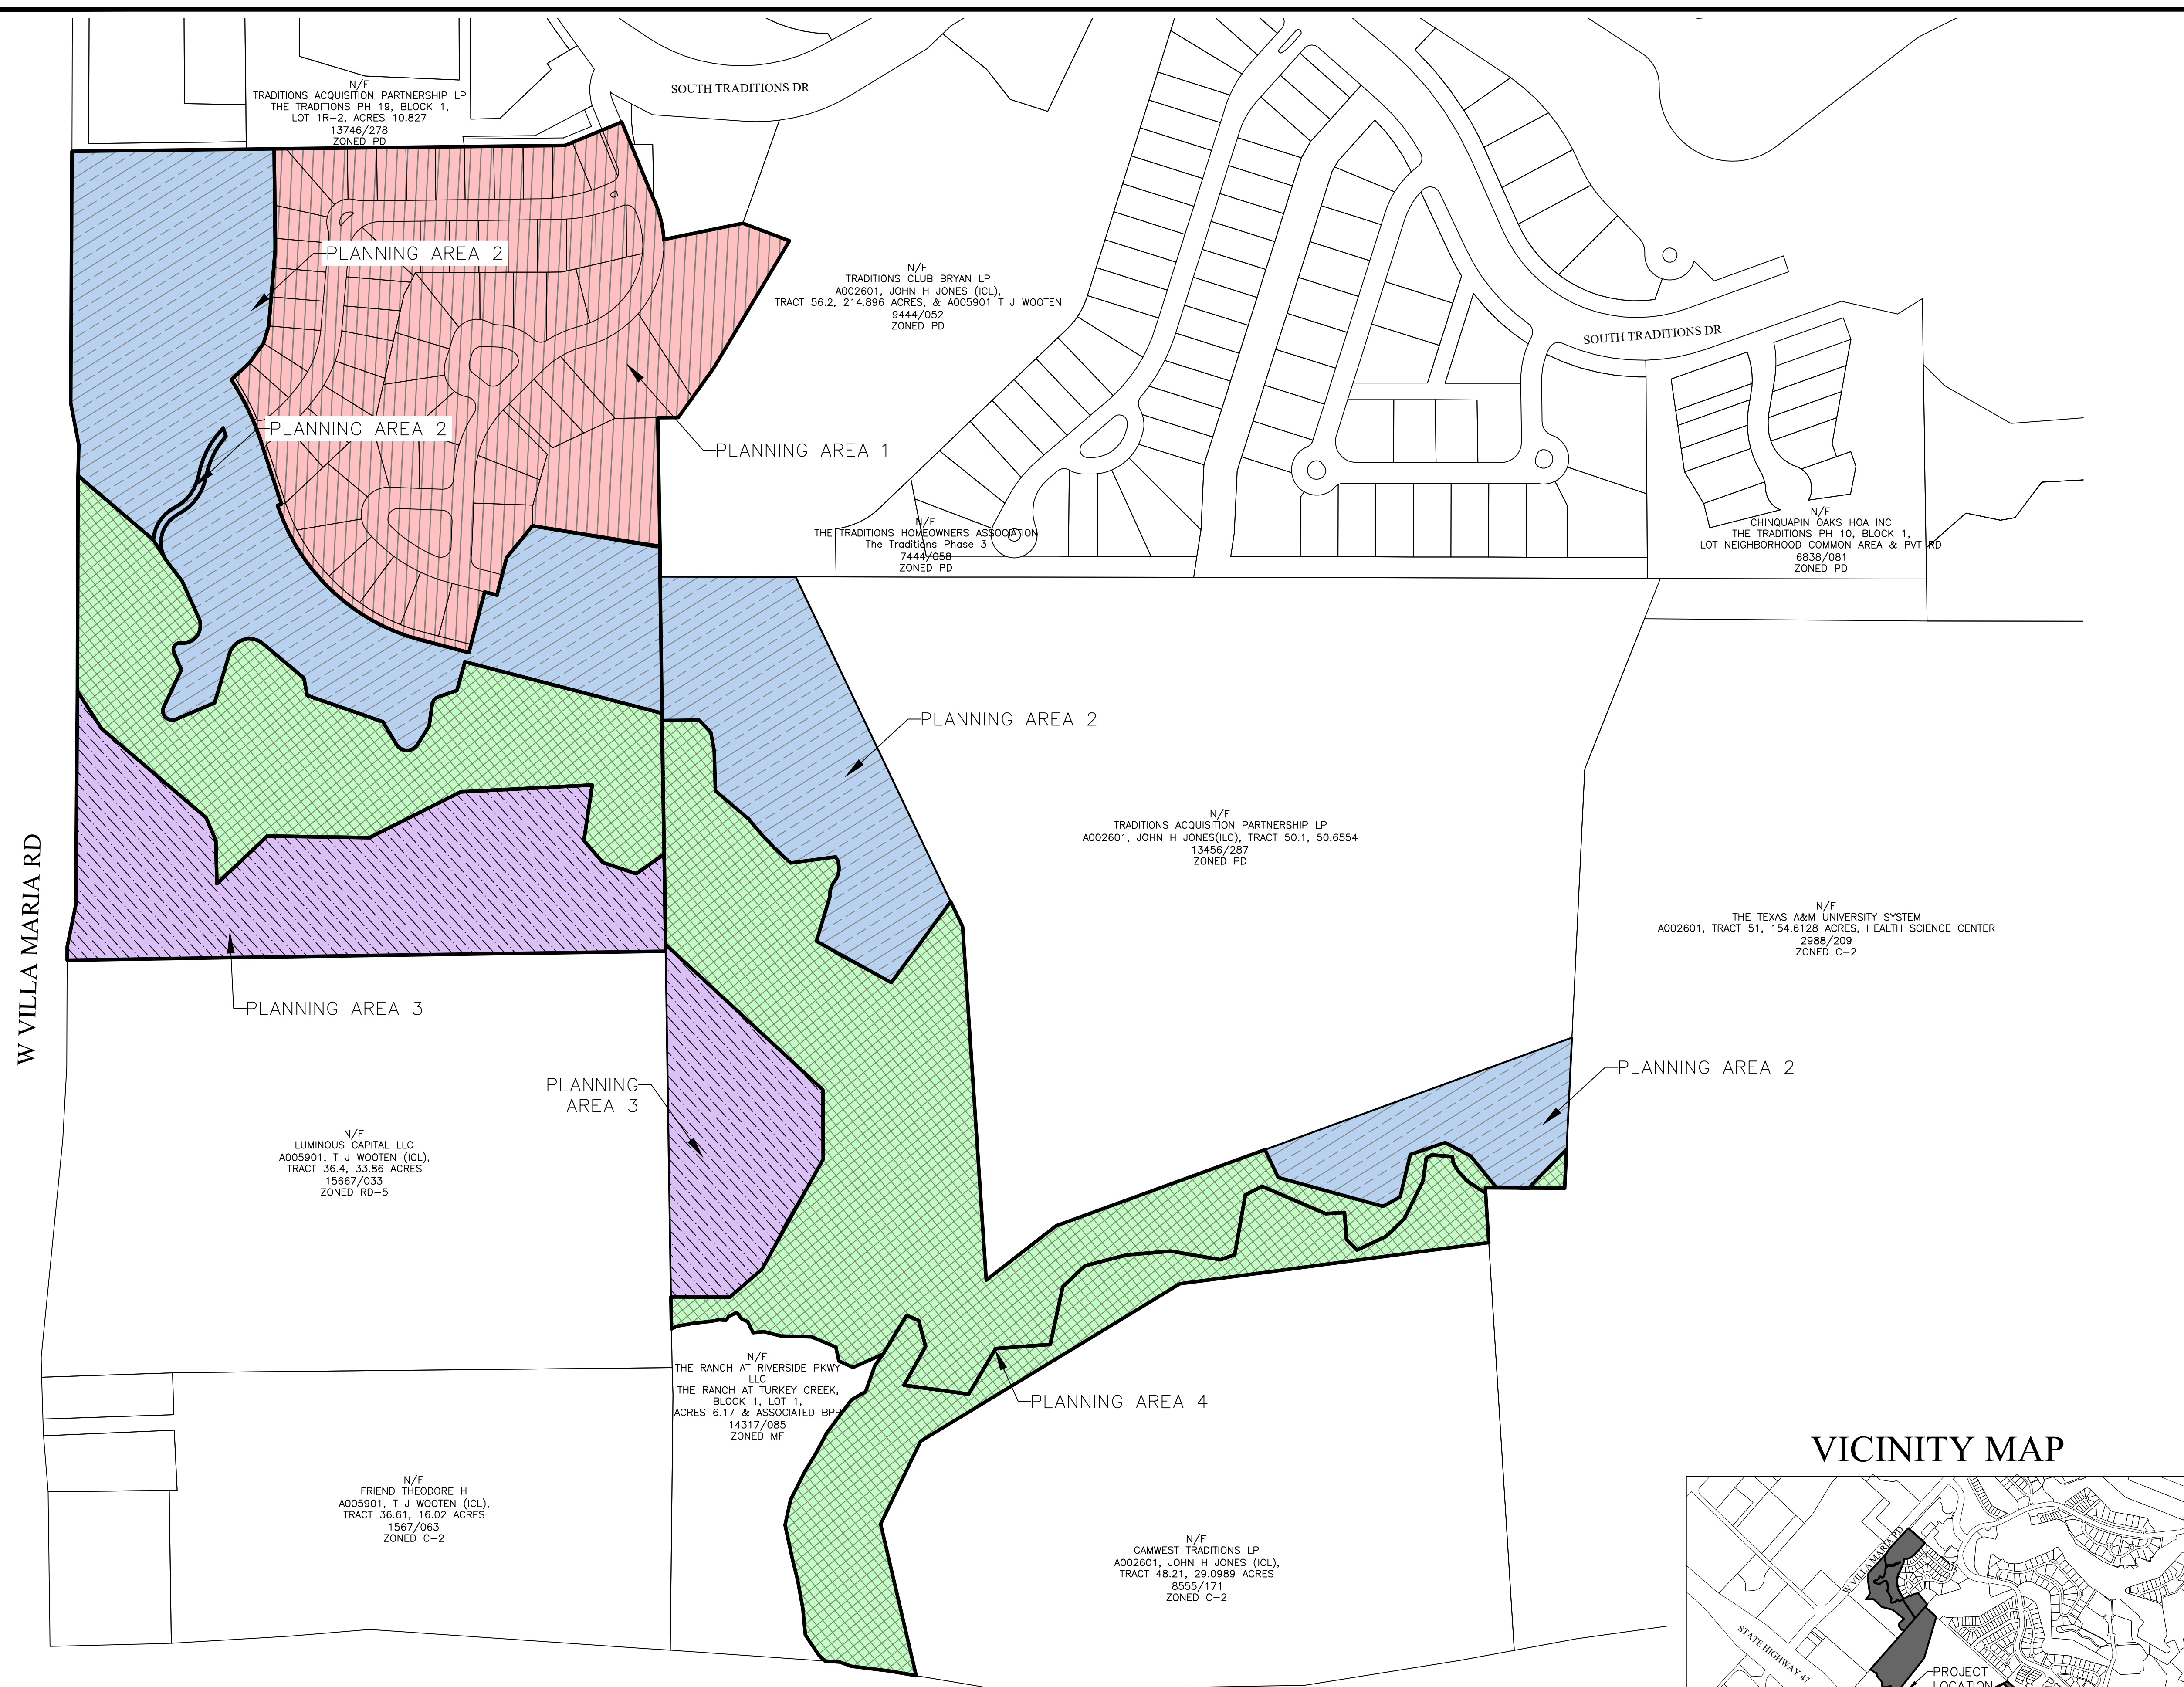 N/F
TRADITIONS ACQUISITION PARTNERSHIP LP
THE TRADITIONS PH 19, BLOCK 1,
LOT 1R-2, ACRES 10.827
13746/278
ZONED PD
SOUTH TRADITIONS DR
PLANNING AREA 2
N/F
TRADITIONS CLUB BRYAN LP
A002601, JOHN H JONES (ICL),
TRACT 56.2, 214.896 ACRES, & A005901 T J WOOTEN
9444/052
ZONED PD
SOUTH TRADITIONS DR
PLANNING AREA 2
PLANNING AREA 1
N/F
THE TRADITIONS HOMEOWNERS ASSOCIATION
The Traditions Phase 3
7444/058
ZONED PD
N/F
CHINQUAPIN OAKS HOA INC
THE TRADITIONS PH 10, BLOCK 1,
LOT NEIGHBORHOOD COMMON AREA & PVT RD
6838/081
ZONED PD
PLANNING AREA 2
N/F
TRADITIONS ACQUISITION PARTNERSHIP LP
A002601, JOHN H JONES(ILC), TRACT 50.1, 50.6554
13456/287
ZONED PD
N/F
THE TEXAS A&M UNIVERSITY SYSTEM
A002601, TRACT 51, 154.6128 ACRES, HEALTH SCIENCE CENTER
2988/209
ZONED C-2
W VILLA MARIA RD
PLANNING AREA 3
PLANNING
AREA 3
PLANNING AREA 2
N/F
LUMINOUS CAPITAL LLC
A005901, T J WOOTEN (ICL),
TRACT 36.4, 33.86 ACRES
15667/033
ZONED RD-5
N/F
THE RANCH AT RIVERSIDE PKWY
LLC
THE RANCH AT TURKEY CREEK,
BLOCK 1, LOT 1,
ACRES 6.17 & ASSOCIATED BPP
14317/085
ZONED MF
PLANNING AREA 4
N/F
FRIEND THEODORE H
A005901, T J WOOTEN (ICL),
TRACT 36.61, 16.02 ACRES
1567/063
ZONED C-2
N/F
CAMWEST TRADITIONS LP
A002601, JOHN H JONES (ICL),
TRACT 48.21, 29.0989 ACRES
8555/171
ZONED C-2
VICINITY MAP
W VILLA MARIA RD
STATE HIGHWAY 47
PROJECT
LOCATION